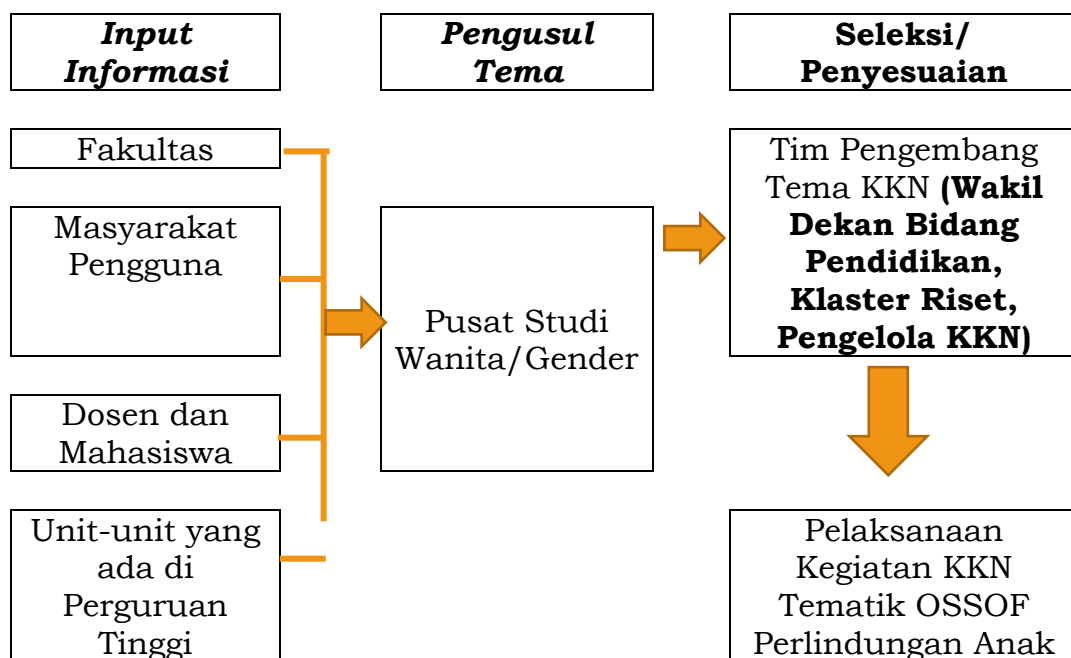 Input
Informasi
Pengusul
Tema
Seleksi/
Penyesuaian
Fakultas
Masyarakat
Pengguna
Dosen dan
Mahasiswa
Unit-unit yang
ada di
Perguruan
Tinggi
Pusat Studi
Wanita/Gender
Tim Pengembang
Tema KKN (Wakil
Dekan Bidang
Pendidikan,
Klaster Riset,
Pengelola KKN)
Pelaksanaan
Kegiatan KKN
Tematik OSSOF
Perlindungan Anak